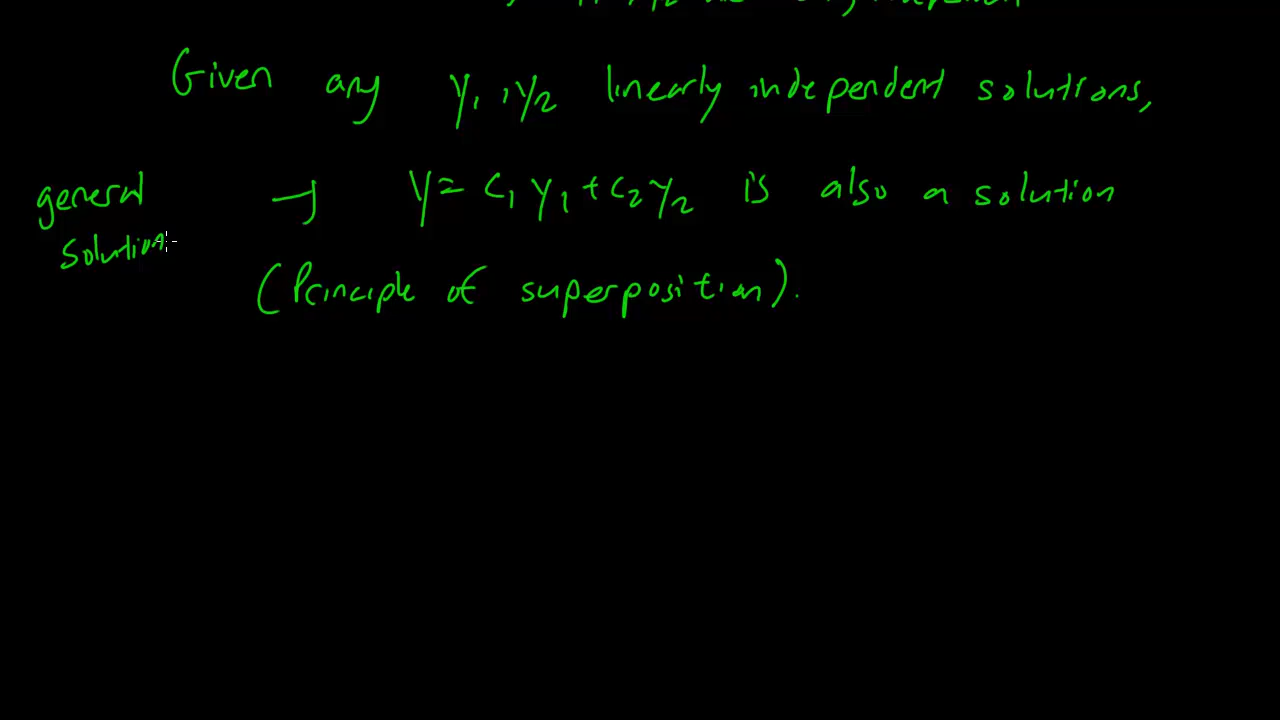 Given any y₁, y₂ linearly independent solutions,
general → y = c₁y₁ + c₂y₂ is also a solution
solution
(Principle of superposition).